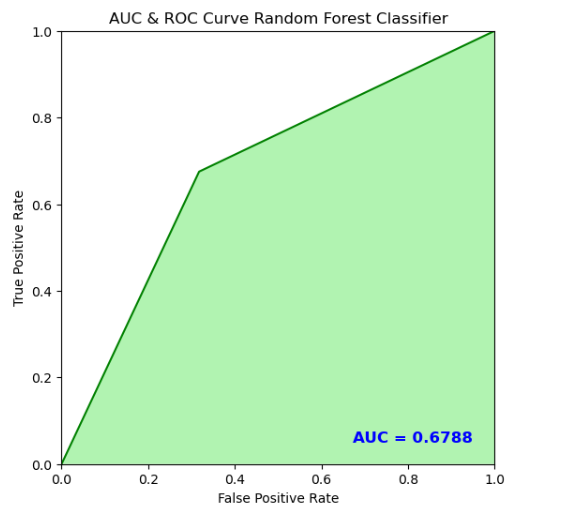 AUC & ROC Curve Random Forest Classifier
1.0
0.8
0.6
0.4
0.2
0.0
True Positive Rate
AUC = 0.6788
0.0 0.2 0.4 0.6 0.8 1.0
False Positive Rate